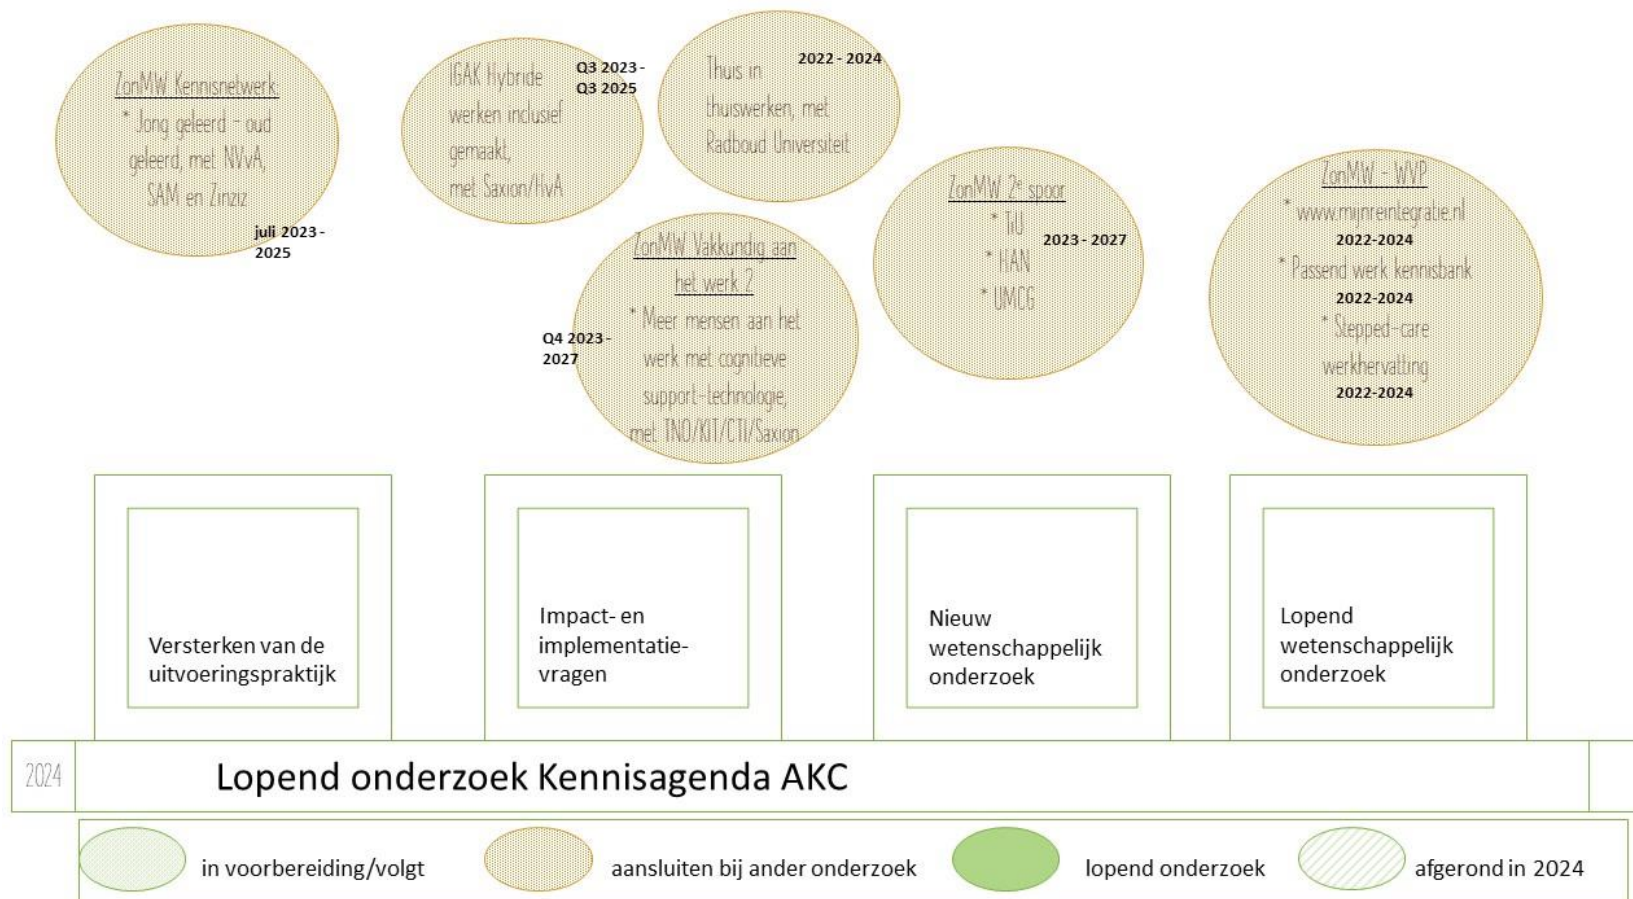 ZonMW Kennisnetwerk:
* Jong geleerd - oud
geleerd, met NVvA,
SAM en Zinziz
juli 2023 -
2025
IGAK Hybride
werken inclusief
gemaakt,
met Saxion/HvA
Q3 2023 -
Q3 2025
Thuis in
thuiswerken, met
Radboud Universiteit
2022 - 2024
ZonMW Vakkundig aan
het werk 2
* Meer mensen aan het
werk met cognitieve
support-technologie,
met TNO/KIT/CTI/Saxion
Q4 2023 -
2027
ZonMW 2e spoor
* TiU
* HAN
* UMCG
2023 - 2027
ZonMW - WVP
* www.mijnreintegratie.nl
2022-2024
* Passend werk kennisbank
2022-2024
* Stepped-care
werkhervatting
2022-2024
Versterken van de
uitvoeringspraktijk
Impact- en
implementatie-
vragen
Nieuw
wetenschappelijk
onderzoek
Lopend
wetenschappelijk
onderzoek
2024
Lopend onderzoek Kennisagenda AKC
in voorbereiding/volgt
aansluiten bij ander onderzoek
lopend onderzoek
afgerond in 2024